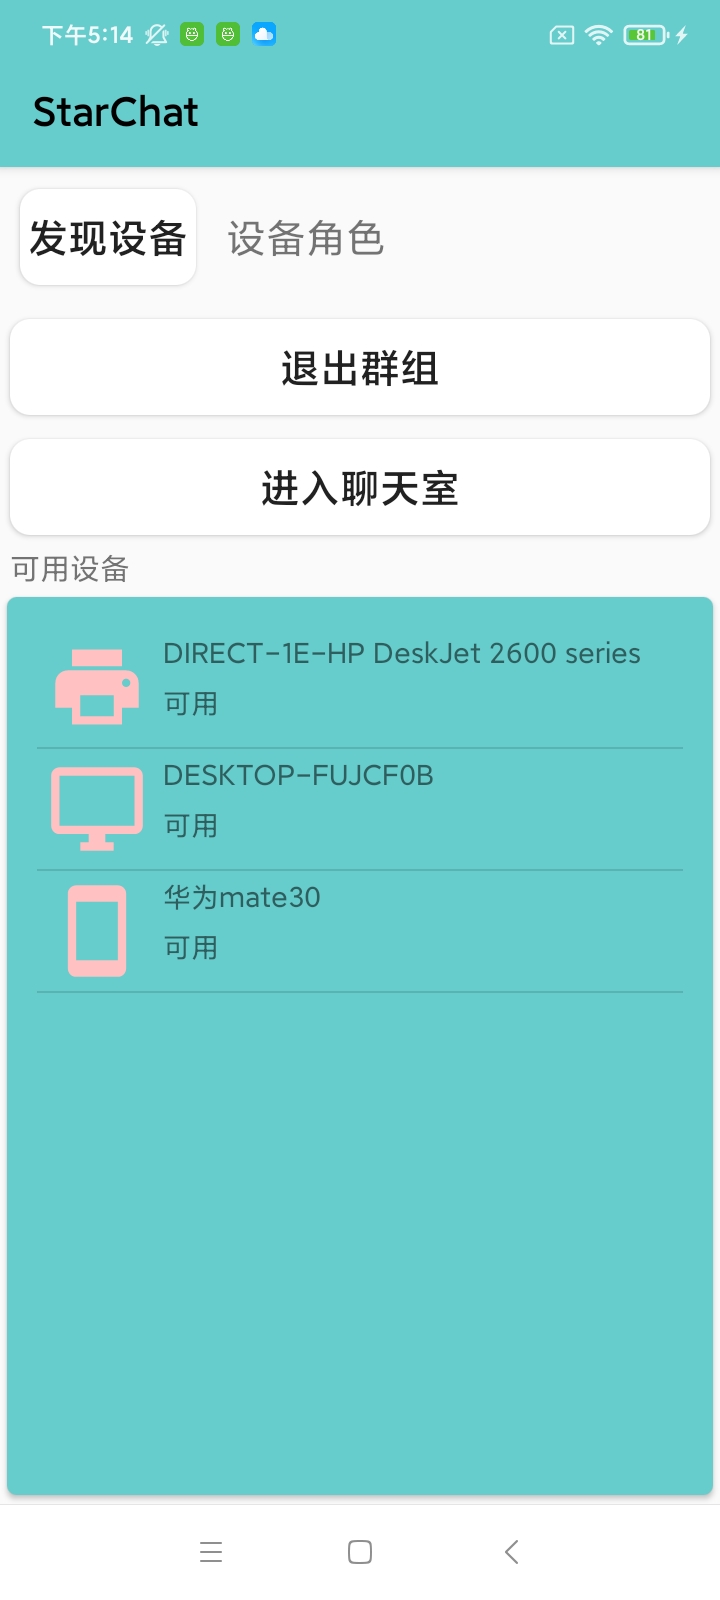 下午5:14
81
StarChat
发现设备 设备角色
退出群组
进入聊天室
可用设备
DIRECT-1E-HP DeskJet 2600 series
可用
DESKTOP-FUJCF0B
可用
华为mate30
可用